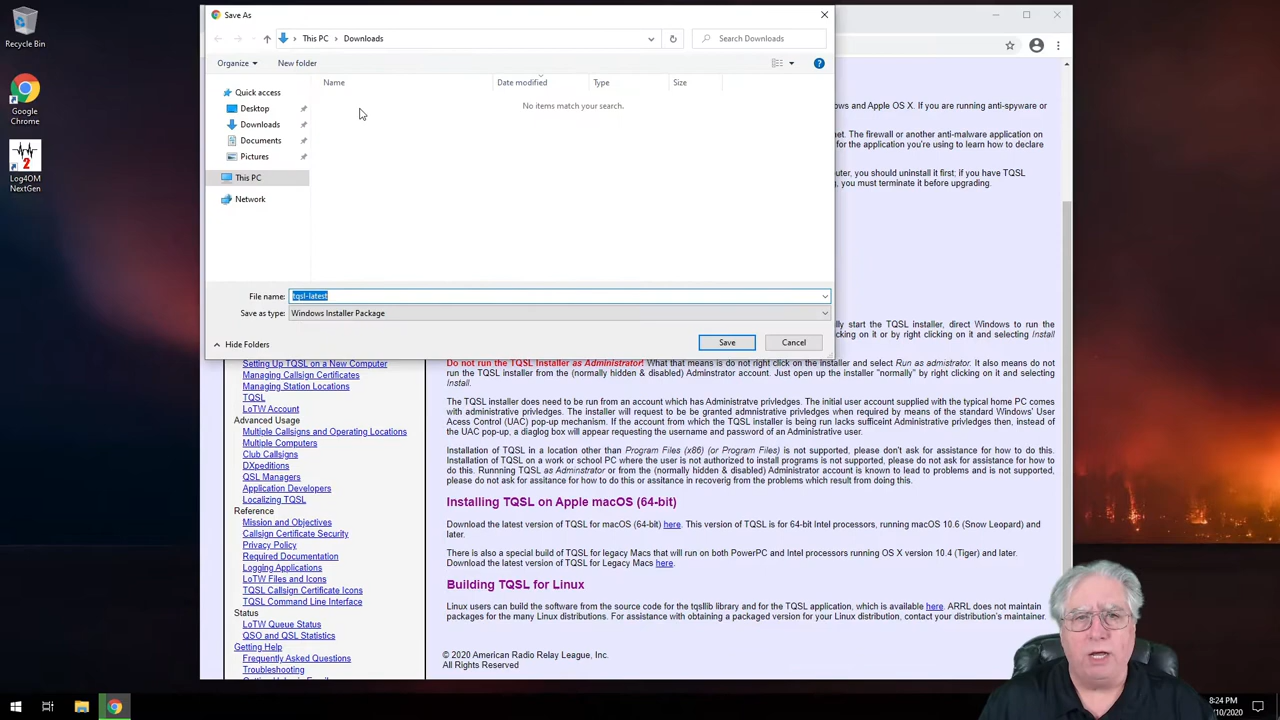 Recycle Bin
Google
Chrome
Log4OM
NextGen
Save As
This PC > Downloads
Search Downloads
Organize
New folder
Name
Date modified
Type
Size
No items match your search.
Quick access
Desktop
Downloads
Documents
Pictures
This PC
Network
File name:
tqsl-latest
Save as type:
Windows Installer Package
Hide Folders
Save
Cancel
ws and Apple OS X. If you are running anti-spyware or
et. The firewall or another anti-malware application on
for the application you're using to learn how to declare
uter, you should uninstall it first; if you have TQSL
, you must terminate it before upgrading.
lly start the TQSL installer, direct Windows to run the
cking on it or by right clicking on it and selecting Install
Do not run the TQSL Installer as Administrator! What that means is do not right click on the installer and select Run as admistrator. It also means do not
run the TQSL installer from the (normally hidden & disabled) Adminstrator account. Just open up the installer "normally" by right clicking on it and selecting
Install.
The TQSL installer does need to be run from an account which has Administratve privledges. The initial user account supplied with the typical home PC comes
with administrative privledges. The installer will request to be granted admnistrative priviledges when required by means of the standard Windows' User
Acess Control (UAC) pop-up mechanism. If the account from which the TQSL installer is being run lacks sufficeint Adminstrative priviledges then, instead of
the UAC pop-up, a diaglog box will appear requesting the username and password of an Administrative user.
Installation of TQSL in a location other than Program Files (x86) (or Program Files) is not supported, please don't ask for assistance for how to do this.
Installation of TQSL on a work or school PC where the user is not authorized to install programs is not supported, please do not ask for assistance for how to
do this. Runnning TQSL as Adminstrator or from the (normally hidden & disabled) Administrator account is known to lead to problems and is not supported,
please do not ask for assitance for how to do this or assitance in recoverig from the problems which result from doing this.
Installing TQSL on Apple macOS (64-bit)
Download the latest version of TQSL for macOS (64-bit) here. This version of TQSL is for 64-bit Intel processors, running macOS 10.6 (Snow Leopard) and
later.
There is also a special build of TQSL for legacy Macs that will run on both PowerPC and Intel processors running OS X version 10.4 (Tiger) and later.
Download the latest version of TQSL for Legacy Macs here.
Building TQSL for Linux
Linux users can build the software from the source code for the tqsllib library and for the TQSL application, which is available here. ARRL does not maintain
packages for the many Linux distributions. For assistance with obtaining a packaged version for your Linux distribution, contact your distribution's maintainer.
© 2020 American Radio Relay League, Inc.
All Rights Reserved
Setting Up TQSL on a New Computer
Managing Callsign Certificates
Managing Station Locations
TQSL
LoTW Account
Advanced Usage
Multiple Callsigns and Operating Locations
Multiple Computers
Club Callsigns
DXpeditions
QSL Managers
Application Developers
Localizing TQSL
Reference
Mission and Objectives
Callsign Certificate Security
Privacy Policy
Required Documentation
Logging Applications
LoTW Files and Icons
TQSL Callsign Certificate Icons
TQSL Command Line Interface
Status
LoTW Queue Status
QSO and QSL Statistics
Getting Help
Frequently Asked Questions
Troubleshooting
8:24 PM
/10/2020